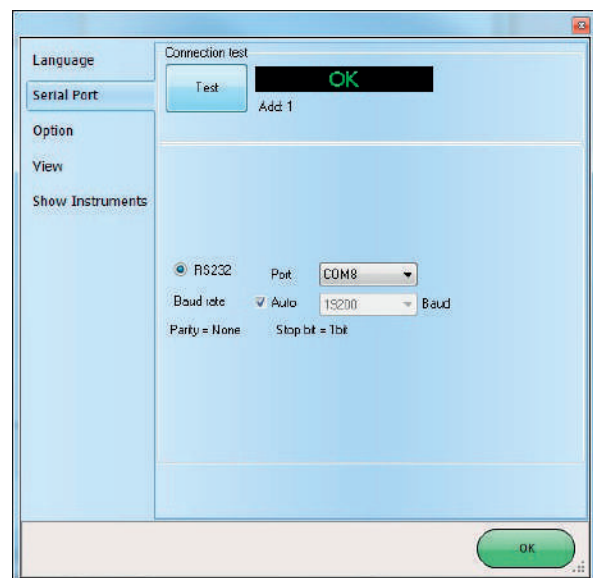 Language
Serial Port
Option
View
Show Instruments
Connection test
Test
OK
Add: 1
RS232 Port COM8
Baud rate Auto 19200 Baud
Parity = None Stop bit = 1bit
OK